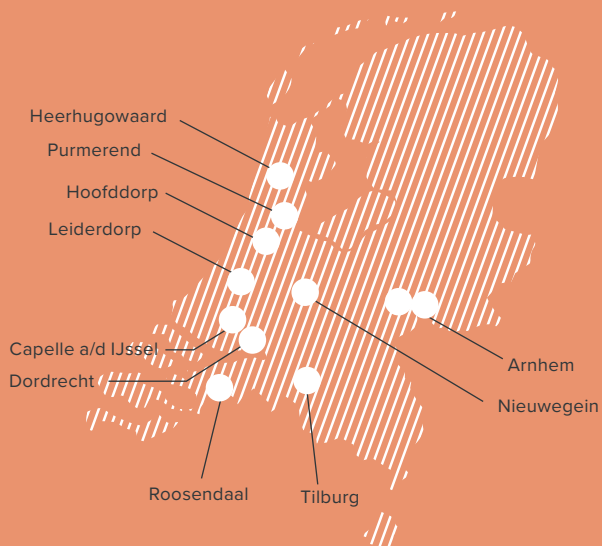 Heerhugowaard
Purmerend
Hoofddorp
Leiderdorp
Capelle a/d IJssel
Arnhem
Dordrecht
Nieuwegein
Roosendaal
Tilburg